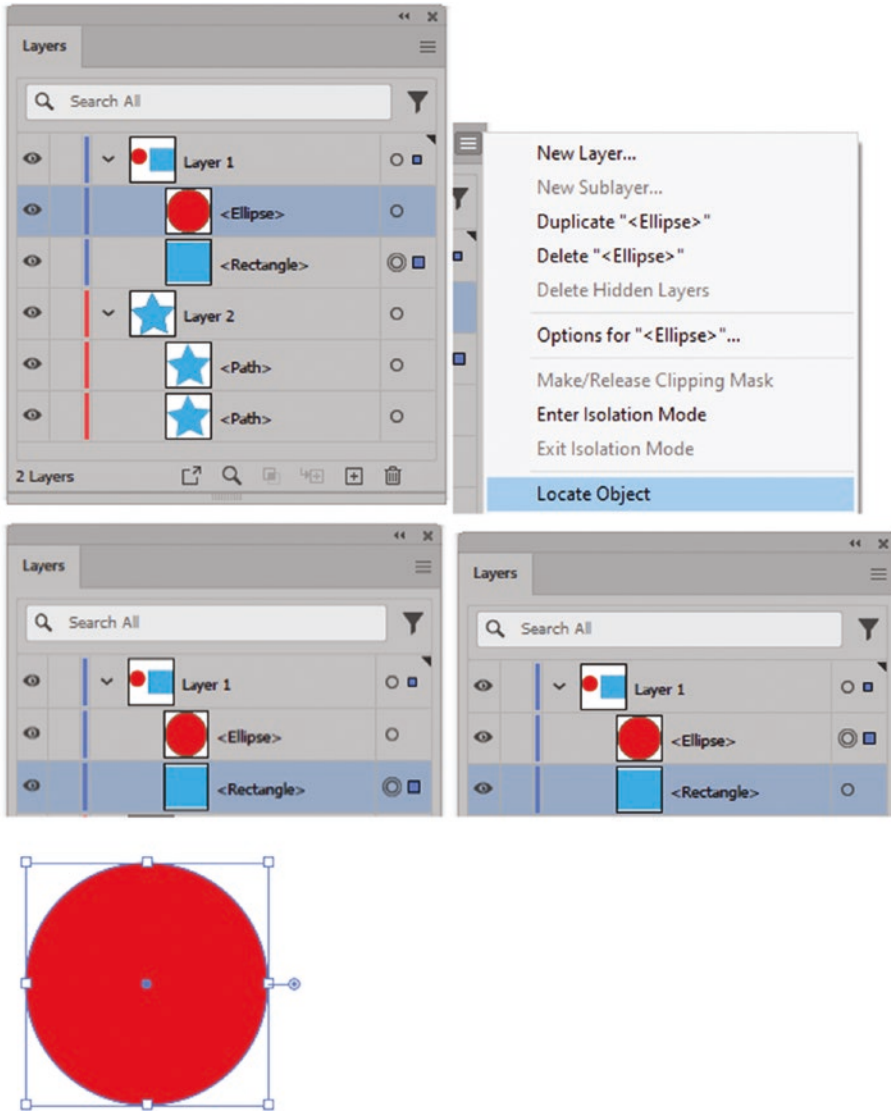 Layers
Search All
Layer 1
<Ellipse>
<Rectangle>
Layer 2
<Path>
<Path>
2 Layers
New Layer...
New Sublayer...
Duplicate "<Ellipse>"
Delete "<Ellipse>"
Delete Hidden Layers
Options for "<Ellipse>"...
Make/Release Clipping Mask
Enter Isolation Mode
Exit Isolation Mode
Locate Object
Layers
Search All
Layer 1
<Ellipse>
<Rectangle>
Layers
Search All
Layer 1
<Ellipse>
<Rectangle>